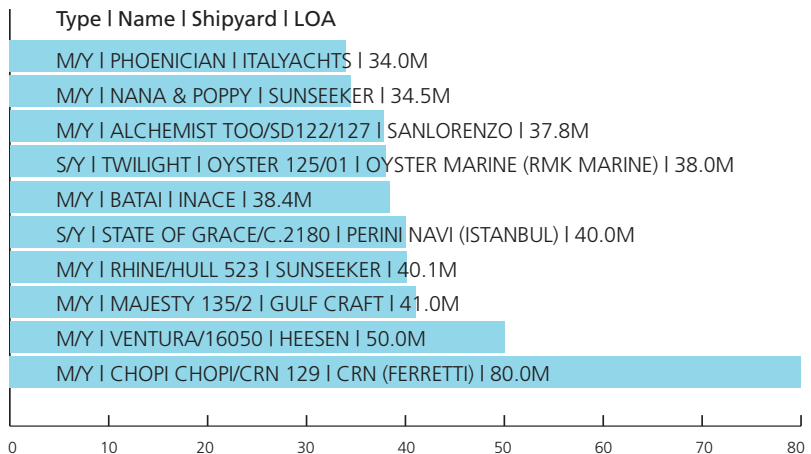 Type | Name | Shipyard | LOA
M/Y | PHOENICIAN | ITALYACHTS | 34.0M
M/Y | NANA & POPPY | SUNSEEKER | 34.5M
M/Y | ALCHEMIST TOO/SD122/127 | SANLORENZO | 37.8M
S/Y | TWILIGHT | OYSTER 125/01 | OYSTER MARINE (RMK MARINE) | 38.0M
M/Y | BATAI | INACE | 38.4M
S/Y | STATE OF GRACE/C.2180 | PERINI NAVI (ISTANBUL) | 40.0M
M/Y | RHINE/HULL 523 | SUNSEEKER | 40.1M
M/Y | MAJESTY 135/2 | GULF CRAFT | 41.0M
M/Y | VENTURA/16050 | HEESEN | 50.0M
M/Y | CHOPI CHOPI/CRN 129 | CRN (FERRETTI) | 80.0M
0 10 20 30 40 50 60 70 80